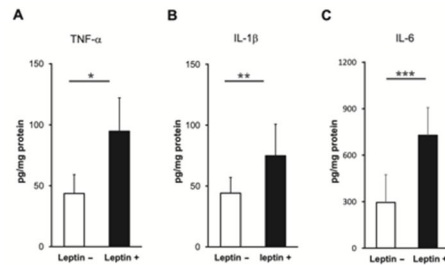 A
TNF-α
*
pg/mg protein
150
100
50
0
Leptin –
Leptin +
B
IL-1β
**
pg/mg protein
150
100
50
0
Leptin –
leptin +
C
IL-6
***
pg/mg protein
1200
900
600
300
0
Leptin –
Leptin +